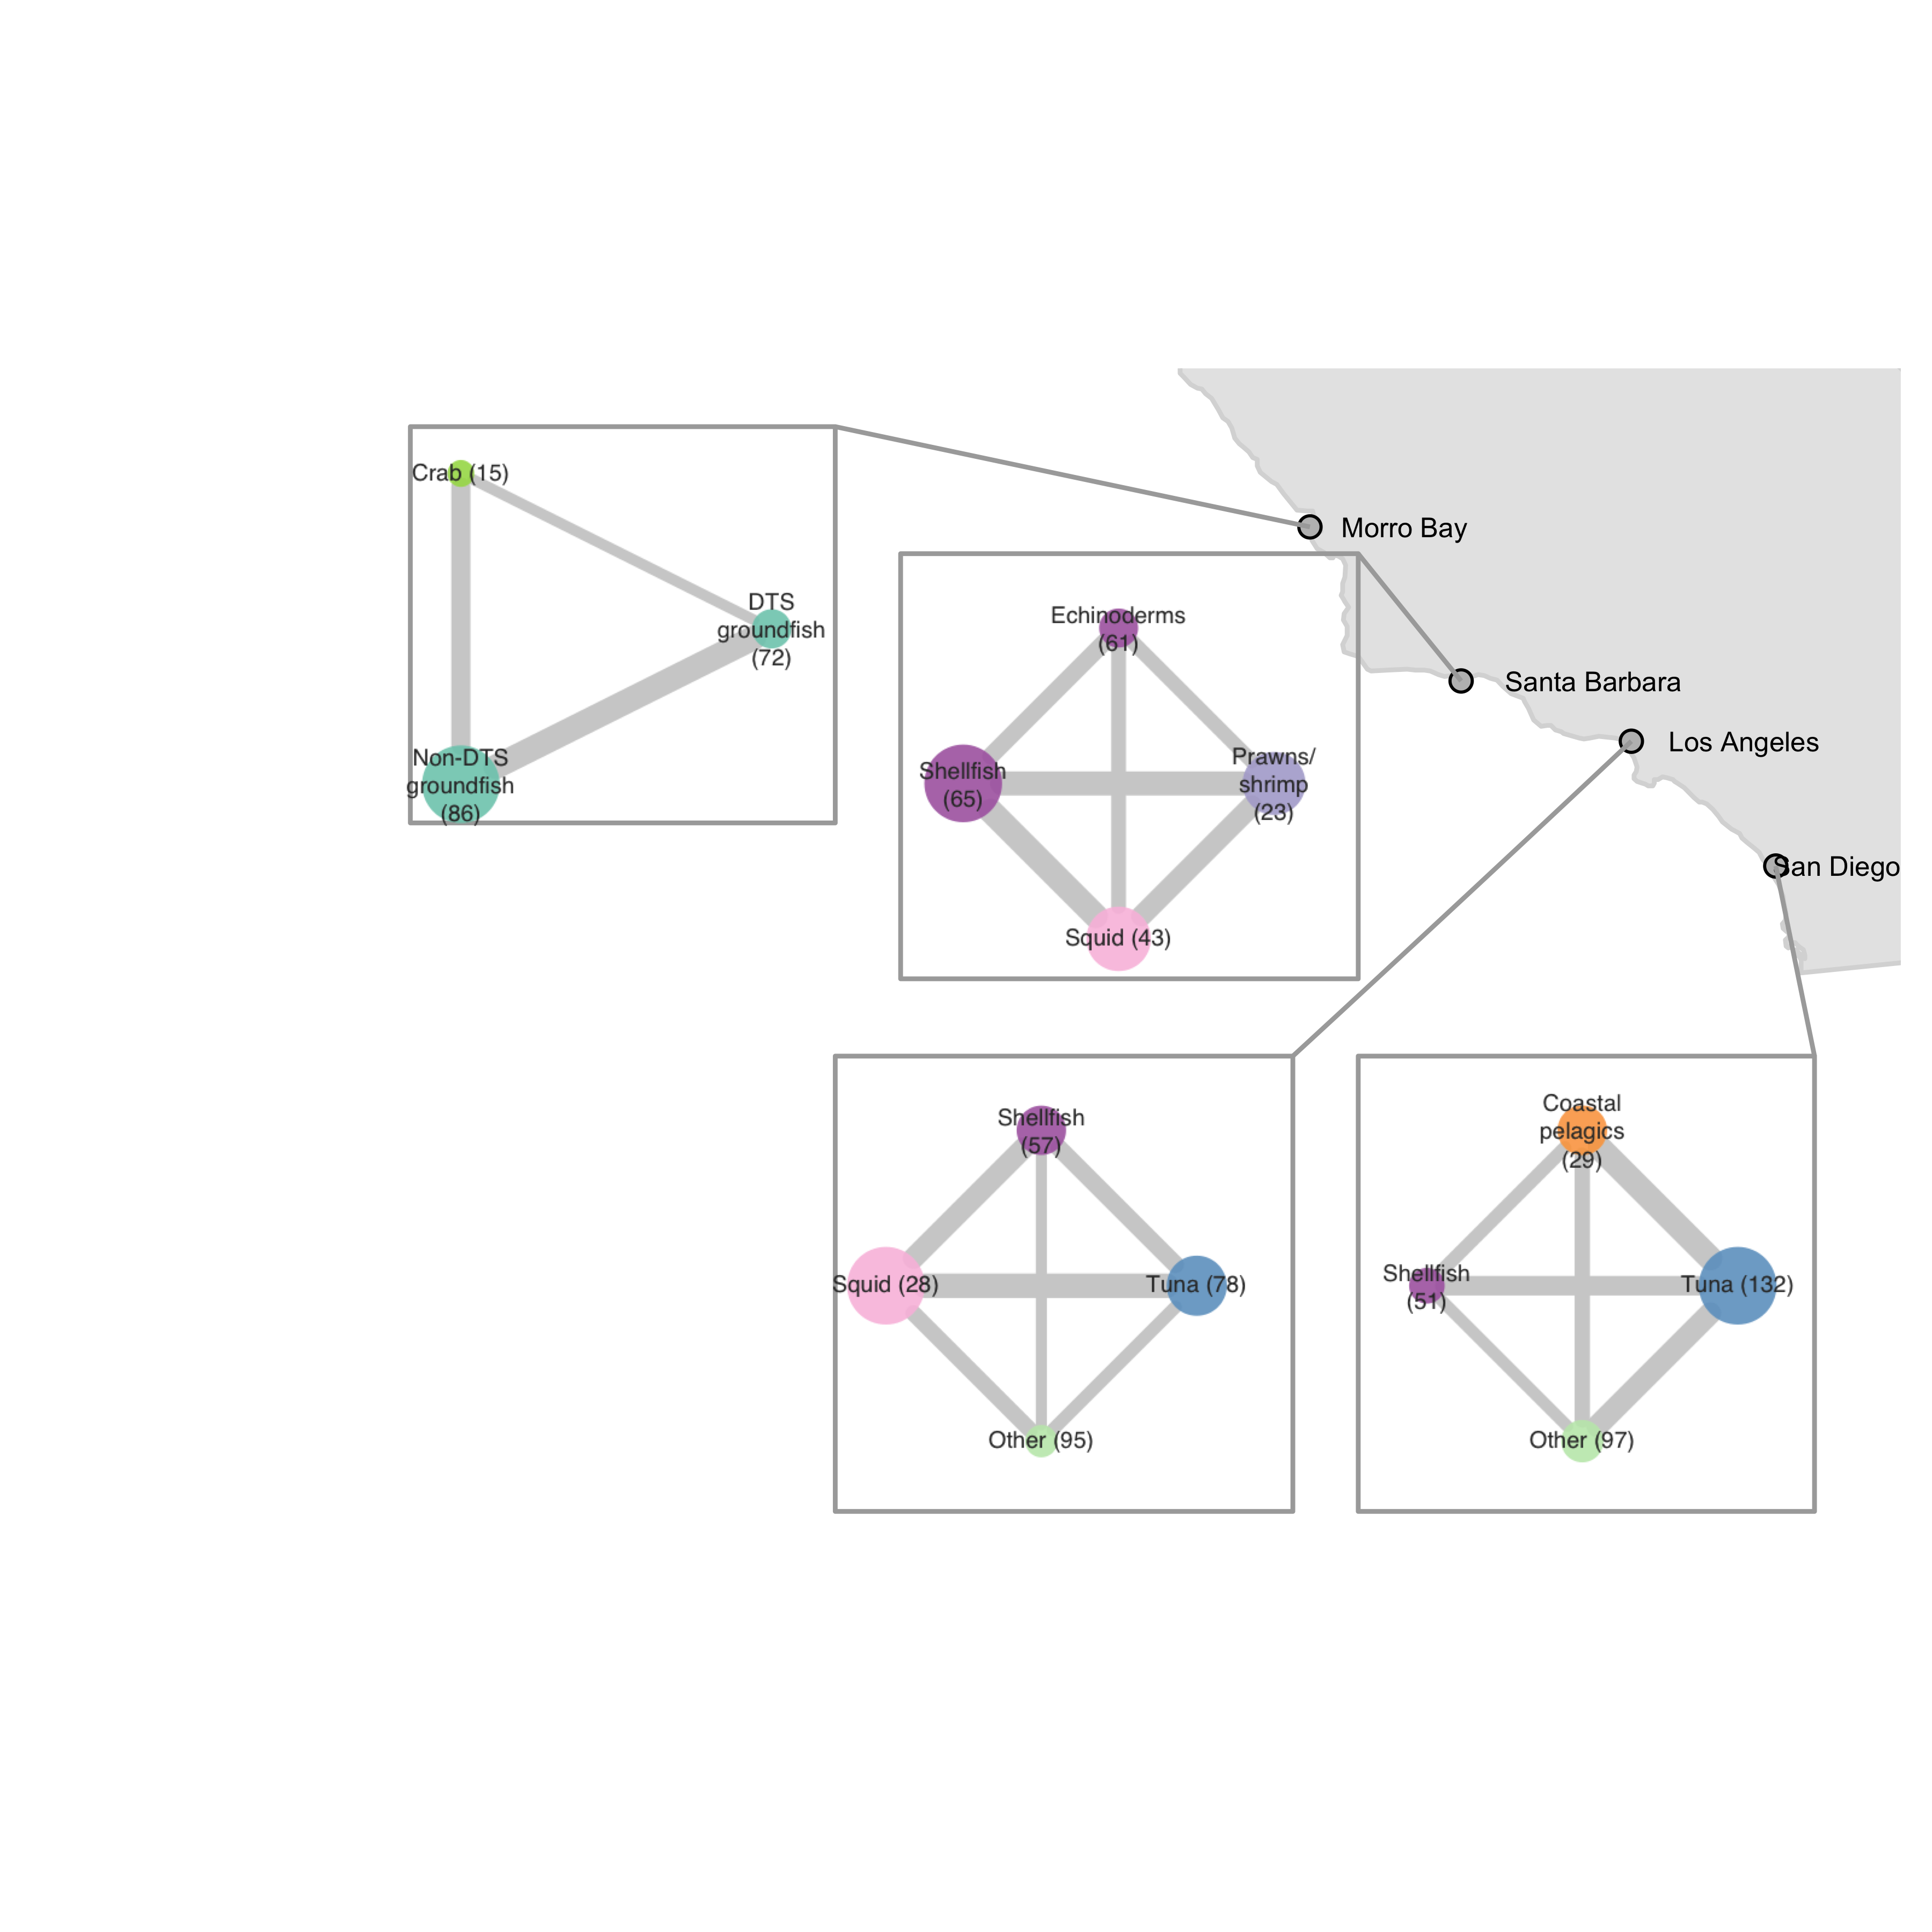 Crab (15)
DTS
groundfish
(72)
Non-DTS
groundfish
(86)
Morro Bay
Echinoderms
(61)
Shellfish
(65)
Prawns/
shrimp
(23)
Squid (43)
Santa Barbara
Los Angeles
San Diego
Shellfish
(57)
Squid (28)
Tuna (78)
Other (95)
Coastal
pelagics
(29)
Shellfish
(51)
Tuna (132)
Other (97)